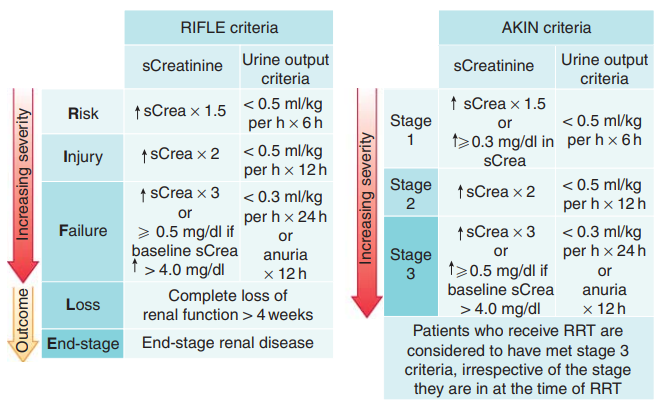 RIFLE criteria
sCreatinine
Urine output
criteria
Increasing severity
Risk
↑sCrea × 1.5
< 0.5 ml/kg
per h × 6 h
Injury
↑sCrea × 2
< 0.5 ml/kg
per h × 12 h
Failure
↑sCrea × 3
or
⩾ 0.5 mg/dl if
baseline sCrea
↑ > 4.0 mg/dl
< 0.3 ml/kg
per h × 24 h
or
anuria
× 12 h
Outcome
Loss
Complete loss of
renal function > 4 weeks
End-stage
End-stage renal disease
AKIN criteria
sCreatinine
Urine output
criteria
Increasing severity
Stage
1
↑ sCrea × 1.5
or
↑⩾0.3 mg/dl in
sCrea
< 0.5 ml/kg
per h × 6 h
Stage
2
↑sCrea × 2
< 0.5 ml/kg
per h × 12 h
Stage
3
↑sCrea × 3
or
↑⩾0.5 mg/dl if
baseline sCrea
> 4.0 mg/dl
< 0.3 ml/kg
per h × 24 h
or
anuria
× 12 h
Patients who receive RRT are
considered to have met stage 3
criteria, irrespective of the stage
they are in at the time of RRT